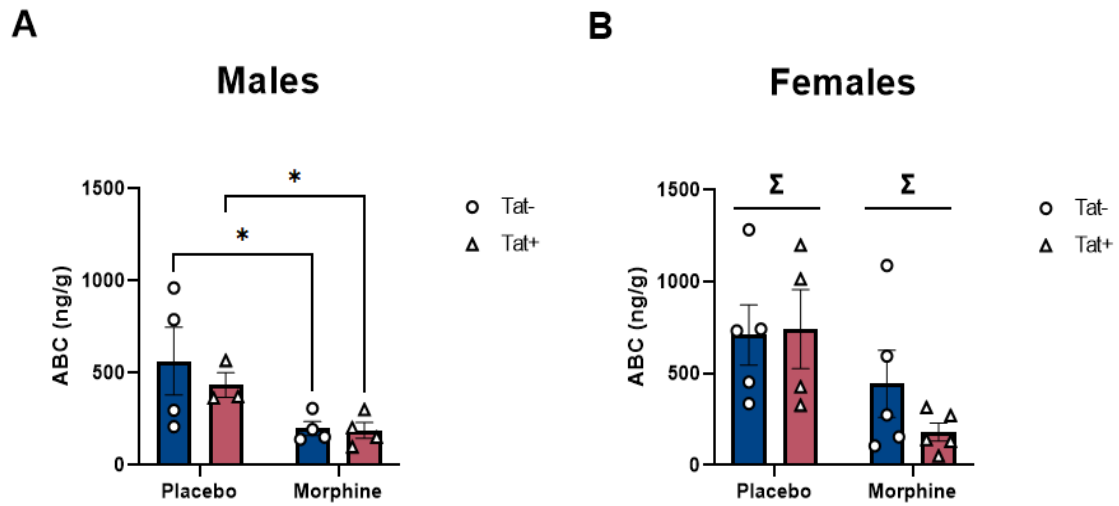 A
Males
ABC (ng/g)
1500
1000
500
0
*
*
Placebo
Morphine
Tat-
Tat+
B
Females
ABC (ng/g)
1500
1000
500
0
Σ
Σ
Placebo
Morphine
Tat-
Tat+